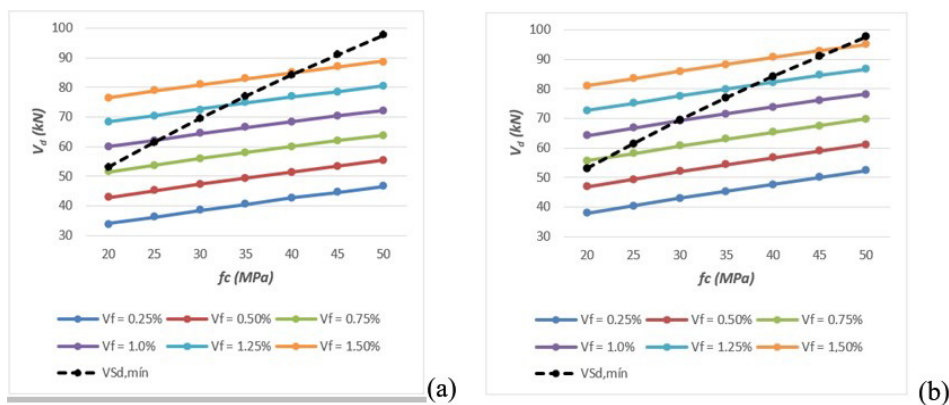 100
90
80
70
60
50
40
30
Vd (kN)
20 25 30 35 40 45 50
fc (MPa)
Vf = 0.25% Vf = 0.50% Vf = 0.75%
Vf = 1.0% Vf = 1.25% Vf = 1.50%
VSd,mín
(a)
100
90
80
70
60
50
40
30
Vd (kN)
20 25 30 35 40 45 50
fc (MPa)
Vf = 0.25% Vf = 0.50% Vf = 0.75%
Vf = 1.0% Vf = 1.25% Vf = 1,50%
VSd,mín
(b)